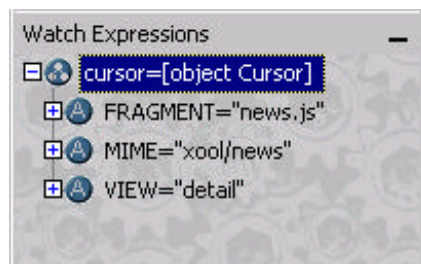 Watch Expressions
cursor=[object Cursor]
FRAGMENT="news.js"
MIME="xool/news"
VIEW="detail"